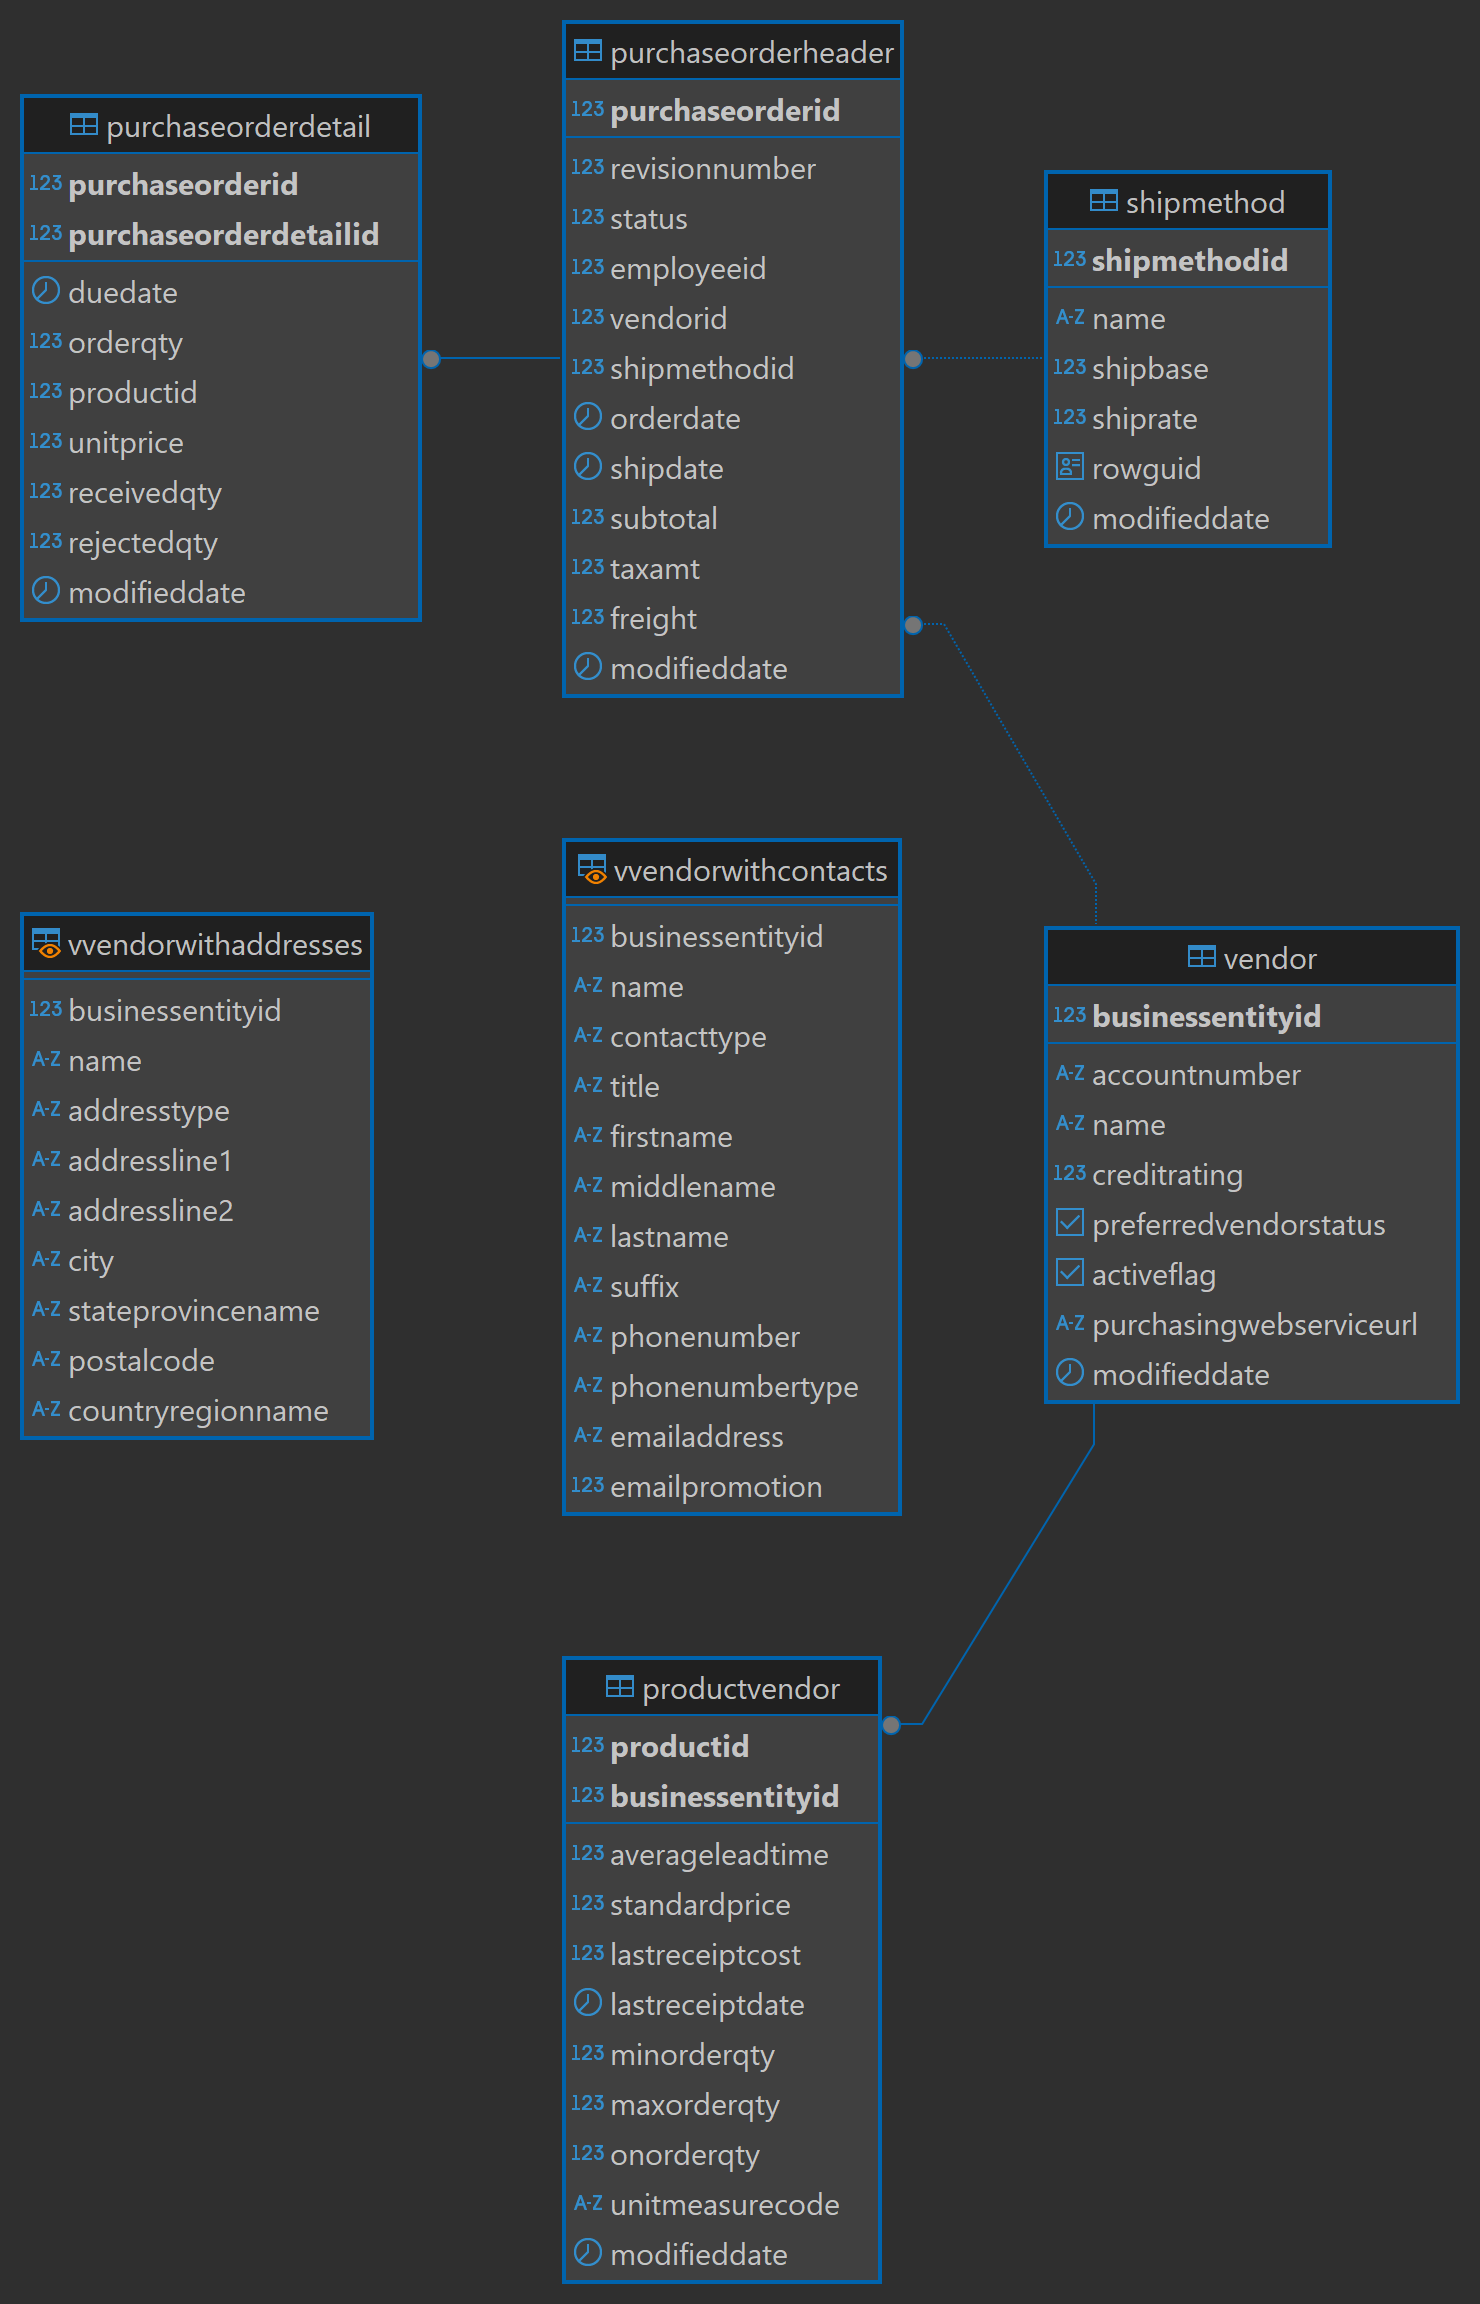 purchaseorderheader
123 purchaseorderid
123 revisionnumber
123 status
123 employeeid
123 vendorid
123 shipmethodid
orderdate
shipdate
123 subtotal
123 taxamt
123 freight
modifieddate
purchaseorderdetail
123 purchaseorderid
123 purchaseorderdetailid
duedate
123 orderqty
123 productid
123 unitprice
123 receivedqty
123 rejectedqty
modifieddate
shipmethod
123 shipmethodid
A-Z name
123 shipbase
123 shiprate
rowguid
modifieddate
vvendorwithaddresses
123 businessentityid
A-Z name
A-Z addresstype
A-Z addressline1
A-Z addressline2
A-Z city
A-Z stateprovincename
A-Z postalcode
A-Z countryregionname
vvendorwithcontacts
123 businessentityid
A-Z name
A-Z contacttype
A-Z title
A-Z firstname
A-Z middlename
A-Z lastname
A-Z suffix
A-Z phonenumber
A-Z phonenumbertype
A-Z emailaddress
123 emailpromotion
vendor
123 businessentityid
A-Z accountnumber
A-Z name
123 creditrating
preferredvendorstatus
activeflag
A-Z purchasingwebserviceurl
modifieddate
productvendor
123 productid
123 businessentityid
123 averageleadtime
123 standardprice
123 lastreceiptcost
lastreceiptdate
123 minorderqty
123 maxorderqty
123 onorderqty
A-Z unitmeasurecode
modifieddate